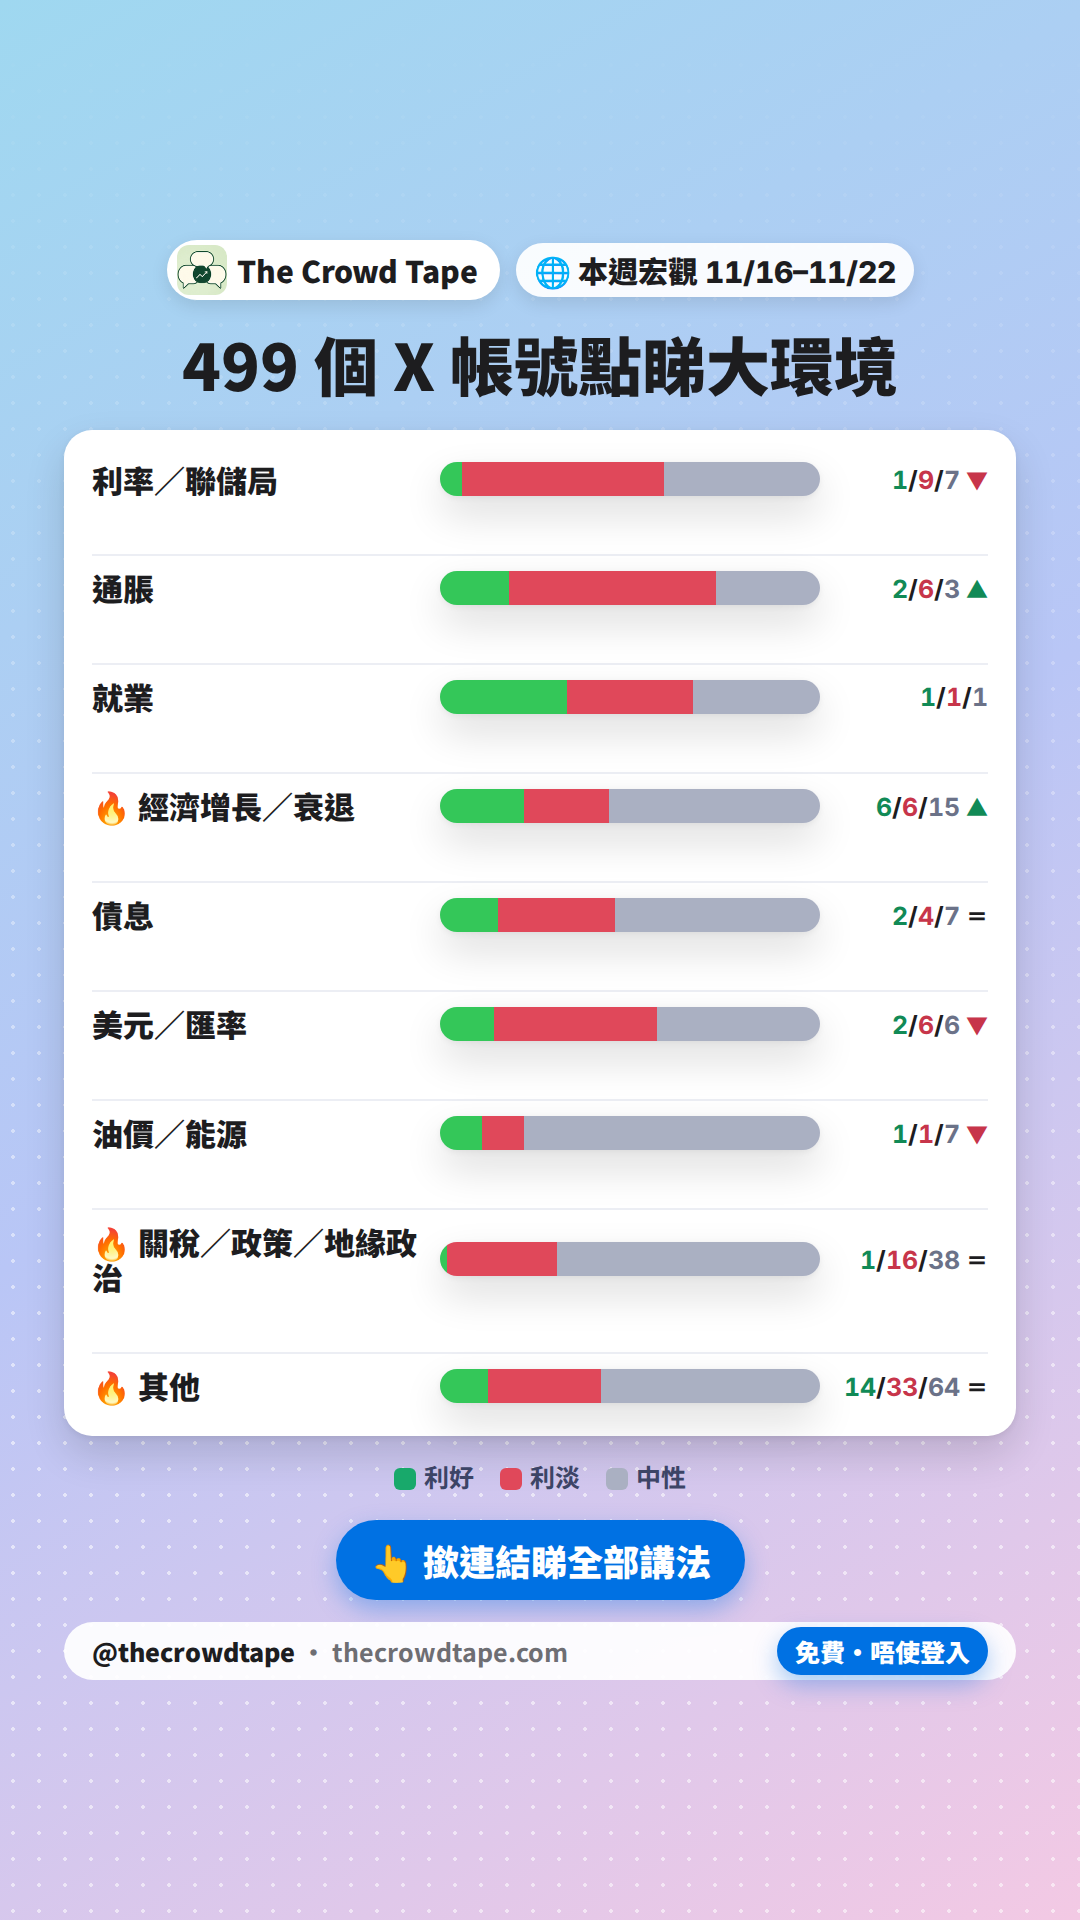 The Crowd Tape
🌐 本週宏觀 11/16–11/22
499 個 X 帳號點睇大環境
利率／聯儲局 1/9/7 ▼
通脹 2/6/3 ▲
就業 1/1/1
🔥 經濟增長／衰退 6/6/15 ▲
債息 2/4/7 =
美元／匯率 2/6/6 ▼
油價／能源 1/1/7 ▼
🔥 關稅／政策／地緣政
治 1/16/38 =
🔥 其他 14/33/64 =
利好 利淡 中性
👆 撳連結睇全部講法
@thecrowdtape · thecrowdtape.com
免費・唔使登入